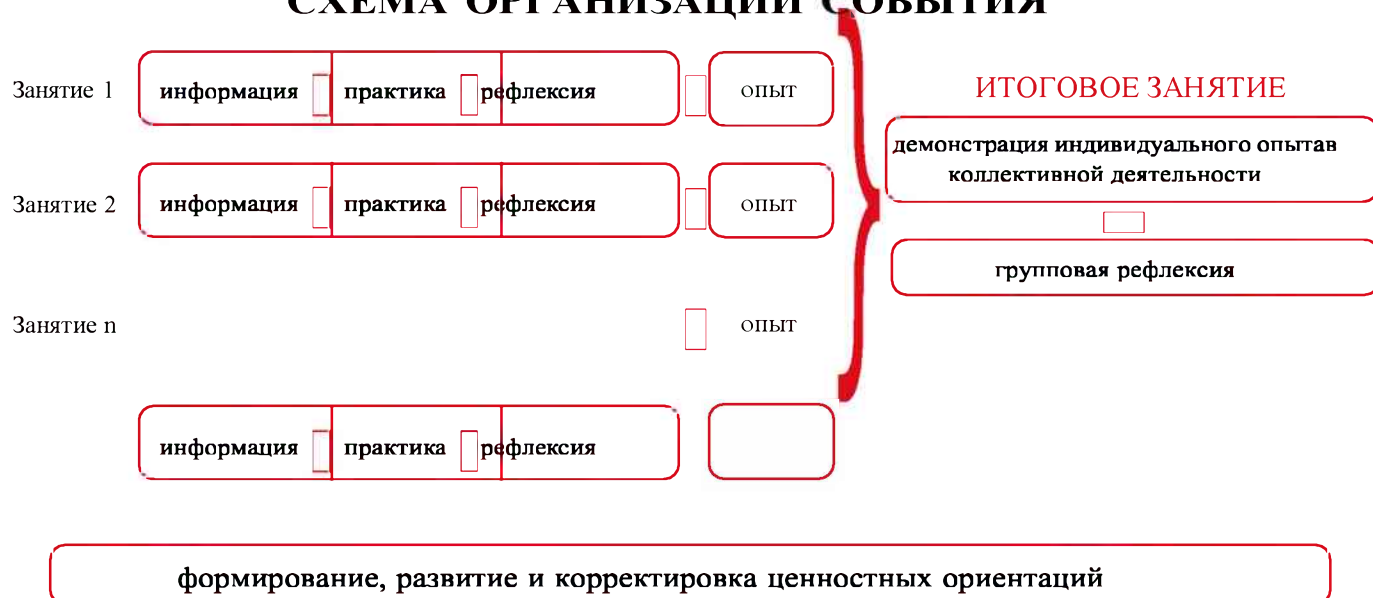 СХЕМА ОРГАНИЗАЦИИ СОБЫТИЯ
Занятие 1 информация практика рефлексия опыт
ИТОГОВОЕ ЗАНЯТИЕ
демонстрация индивидуального опытав
коллективной деятельности
Занятие 2 информация практика рефлексия опыт
групповая рефлексия
Занятие n опыт
информация практика рефлексия
формирование, развитие и корректировка ценностных ориентаций